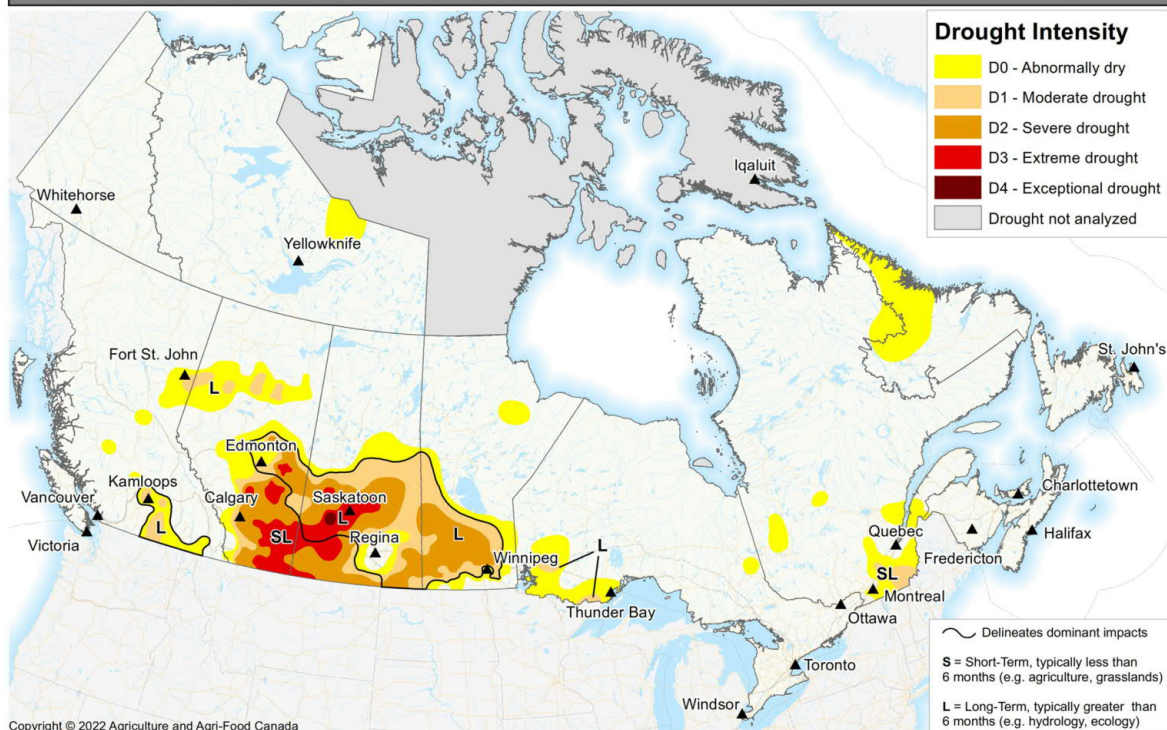 Drought Intensity
D0 - Abnormally dry
D1 - Moderate drought
D2 - Severe drought
D3 - Extreme drought
D4 - Exceptional drought
Drought not analyzed
Iqaluit
Whitehorse
Yellowknife
St. John's
Fort St. John
L
Edmonton
Kamloops
Charlottetown
Vancouver
Calgary
Saskatoon
L
Quebec
Halifax
L
SL
L
Victoria
Regina
Fredericton
Winnipeg
L
SL
Montreal
Thunder Bay
Ottawa
Delineates dominant impacts
Toronto
S = Short-Term, typically less than
6 months (e.g. agriculture, grasslands)
Windsor
L = Long-Term, typically greater than
6 months (e.g. hydrology, ecology)
Copyright © 2022 Agriculture and Agri-Food Canada